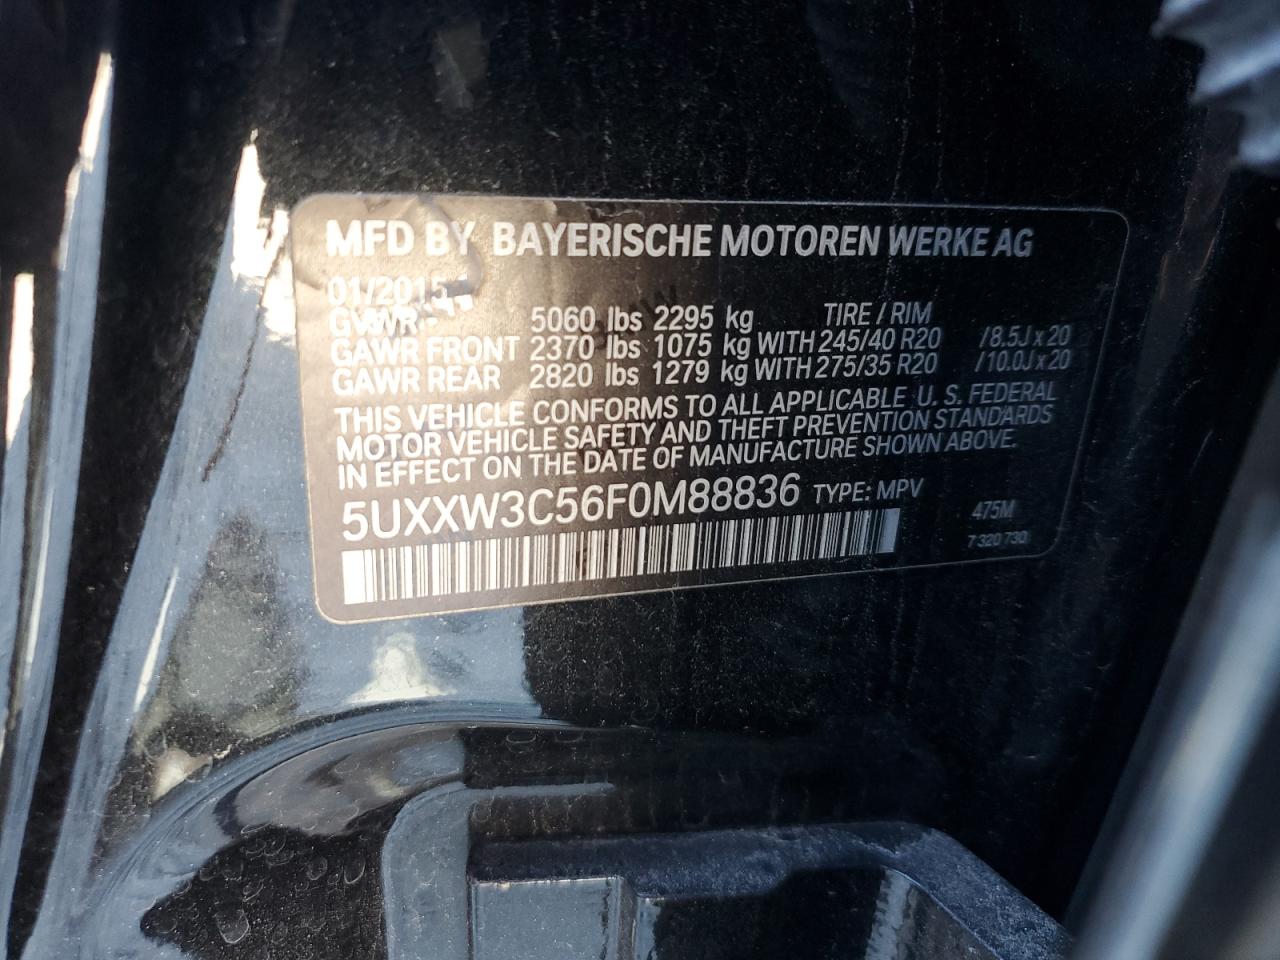 MFD BY BAYERISCHE MOTOREN WERKE AG
01/2015
GVWR 5060 lbs 2295 kg TIRE / RIM
GAWR FRONT 2370 lbs 1075 kg WITH 245/40 R20 /8.5J x 20
GAWR REAR 2820 lbs 1279 kg WITH 275/35 R20 /10.0J x 20
THIS VEHICLE CONFORMS TO ALL APPLICABLE U. S. FEDERAL
MOTOR VEHICLE SAFETY AND THEFT PREVENTION STANDARDS
IN EFFECT ON THE DATE OF MANUFACTURE SHOWN ABOVE.
5UXXW3C56F0M88836 TYPE: MPV
475M
7 320 730